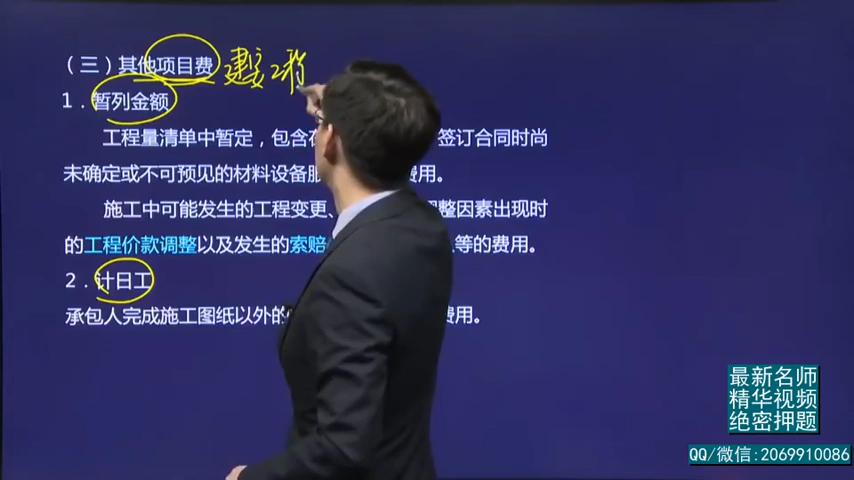 （三）其他项目费 建安工程
1．暂列金额
工程量清单中暂定，包含在 签订合同时尚
未确定或不可预见的材料设备 费用。
施工中可能发生的工程变更、 调整因素出现时
的工程价款调整以及发生的索赔 等的费用。
2．计日工
承包人完成施工图纸以外的 费用。
最新名师
精华视频
绝密押题
QQ/微信:2069910086